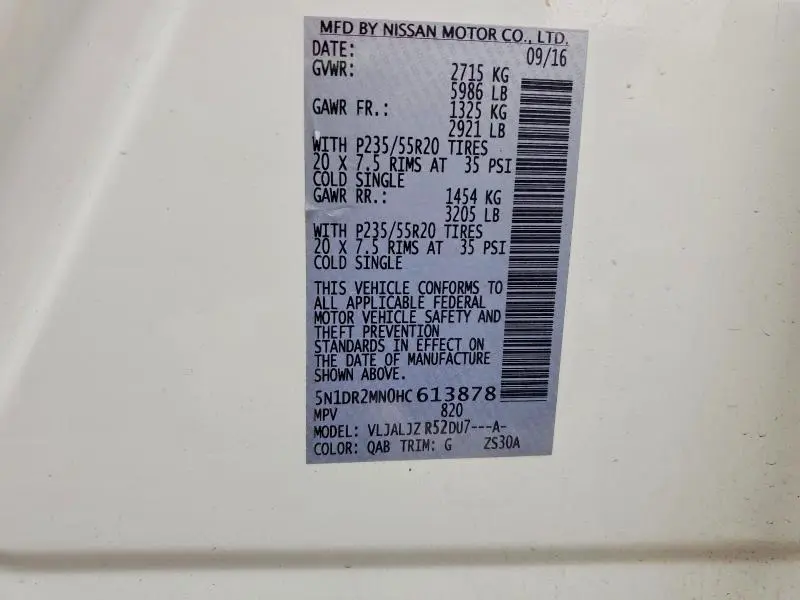 MFD BY NISSAN MOTOR CO., LTD.
DATE: 09/16
GVWR: 2715 KG
5986 LB
GAWR FR.: 1325 KG
2921 LB
WITH P235/55R20 TIRES
20 X 7.5 RIMS AT 35 PSI
COLD SINGLE
GAWR RR.: 1454 KG
3205 LB
WITH P235/55R20 TIRES
20 X 7.5 RIMS AT 35 PSI
COLD SINGLE
THIS VEHICLE CONFORMS TO
ALL APPLICABLE FEDERAL
MOTOR VEHICLE SAFETY AND
THEFT PREVENTION
STANDARDS IN EFFECT ON
THE DATE OF MANUFACTURE
SHOWN ABOVE.
5N1DR2MN0HC613878
MPV 820
MODEL: VLJALJZ R52DU7---A-
COLOR: QAB TRIM: G ZS30A